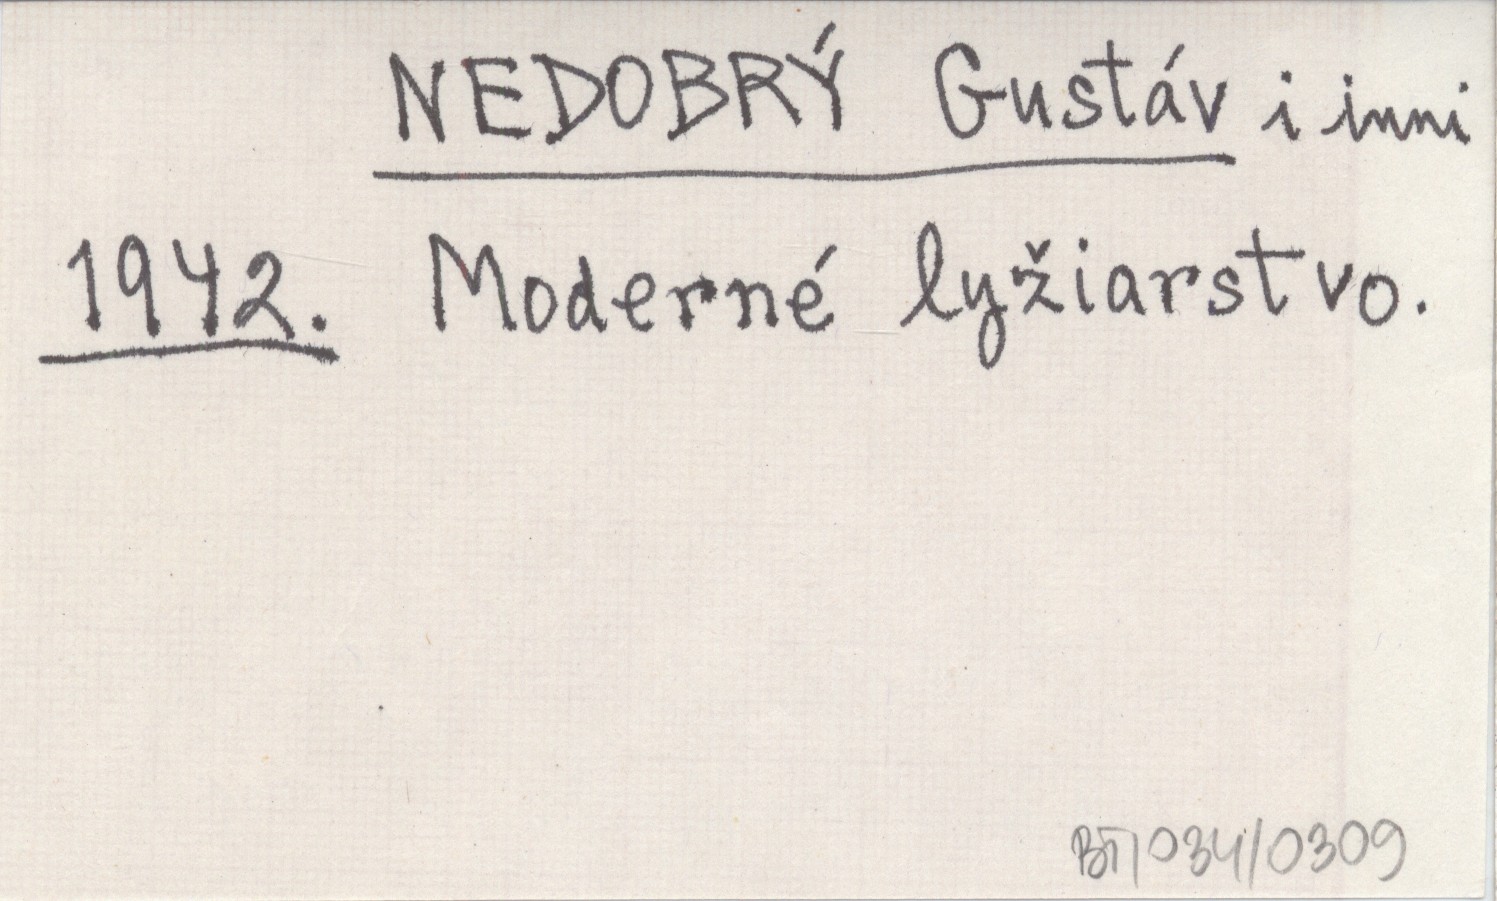 NEDOBRÝ Gustáv i inni
1942. Moderné lyžiarstvo.
BT/034/0309